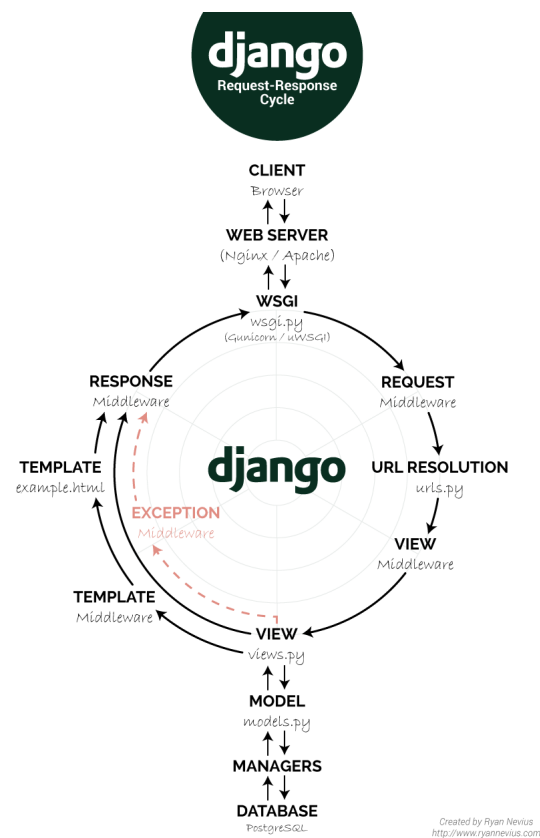 django
Request-Response
Cycle
CLIENT
Browser
WEB SERVER
(Nginx / Apache)
WSGI
wsgi.py
(Gunicorn / uWSGI)
RESPONSE
Middleware
REQUEST
Middleware
django
TEMPLATE
example.html
URL RESOLUTION
urls.py
EXCEPTION
Middleware
VIEW
Middleware
TEMPLATE
Middleware
VIEW
views.py
MODEL
models.py
MANAGERS
DATABASE
PostgreSQL
Created by Ryan Nevius
http://www.ryannevius.com